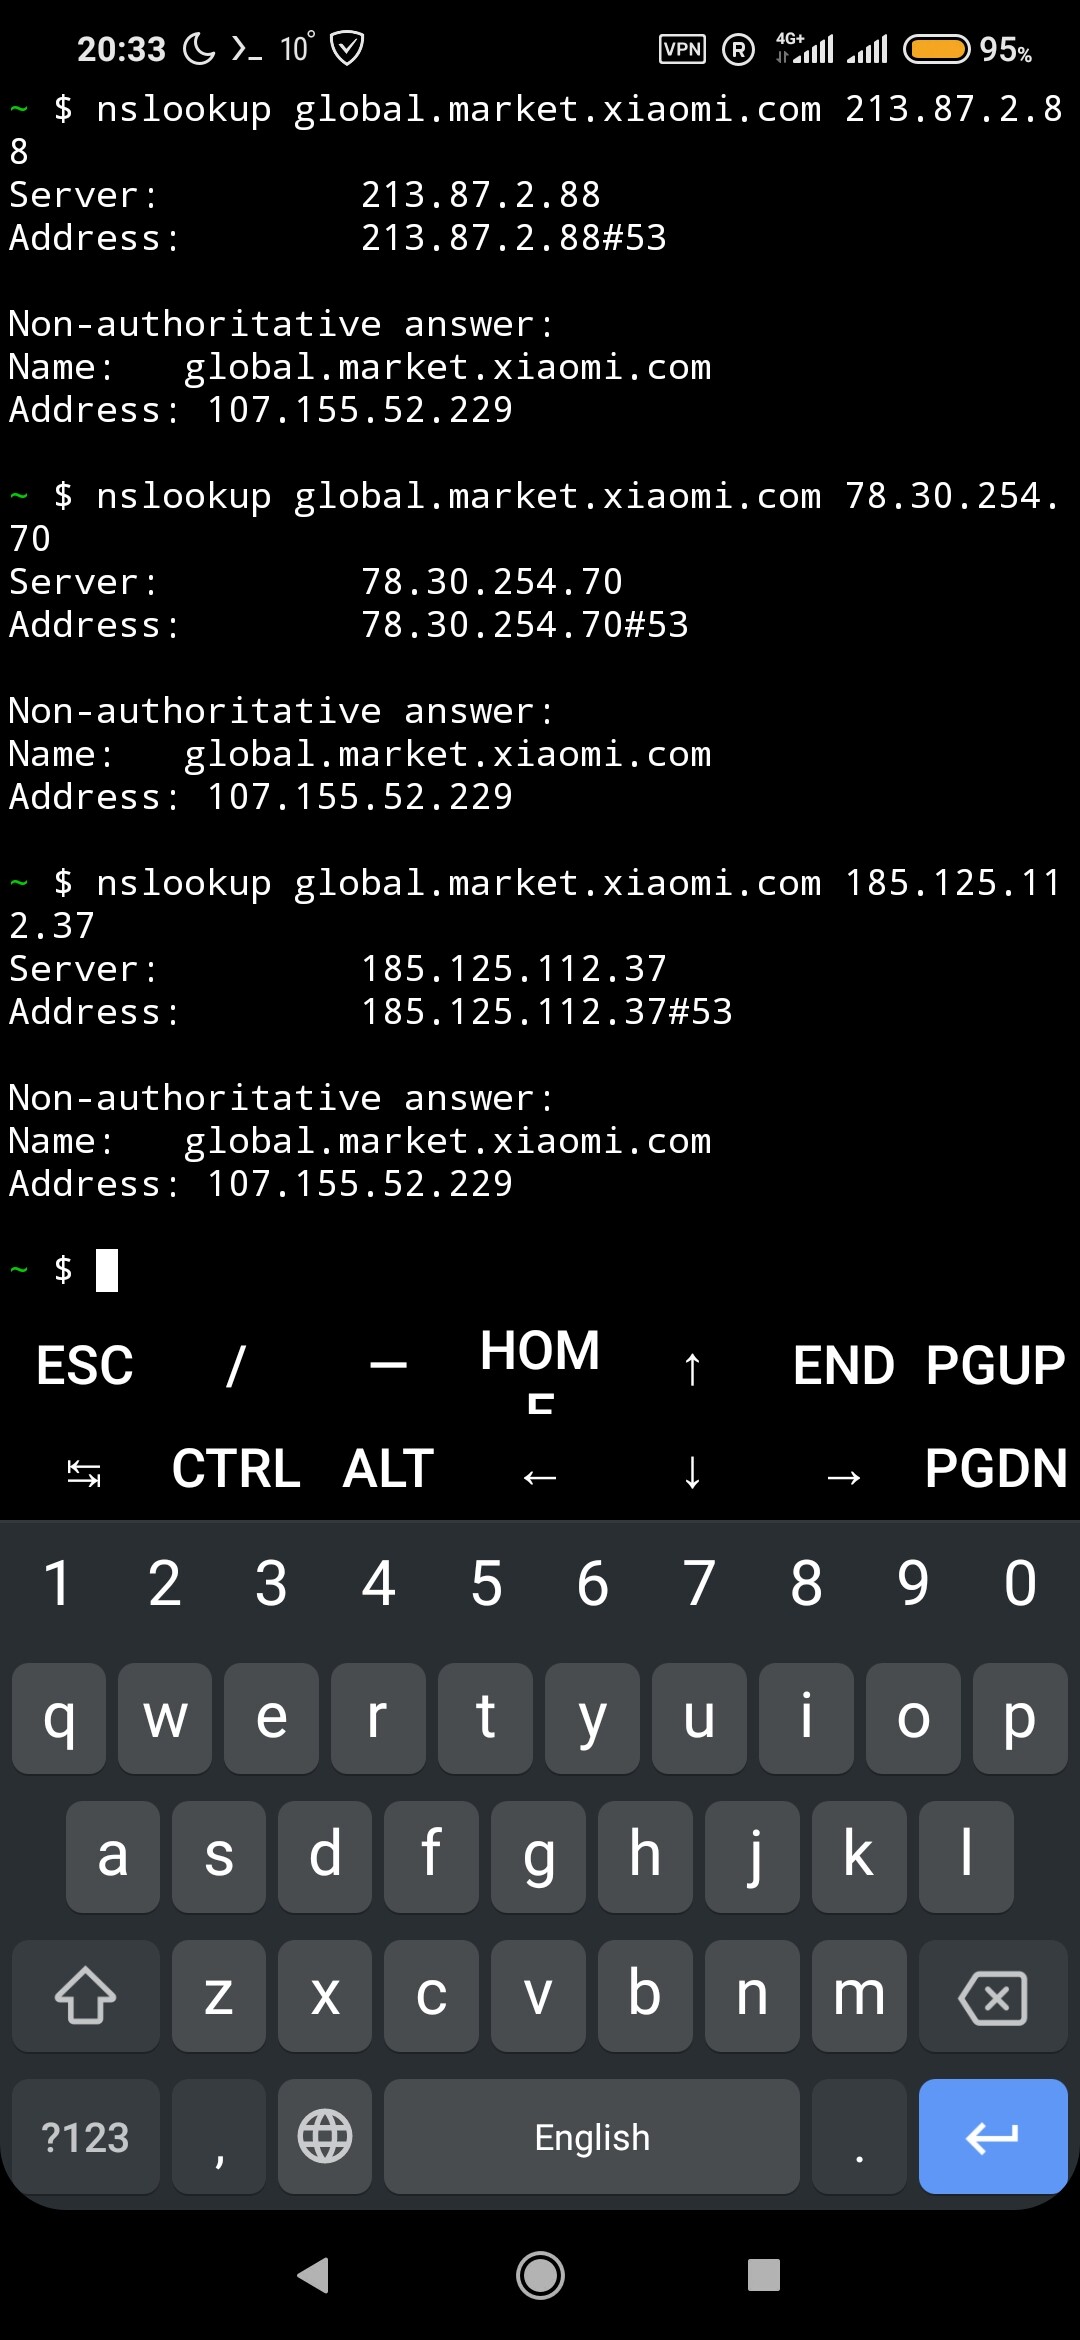 20:33 10° VPN R 4G+ 95%
~ $ nslookup global.market.xiaomi.com 213.87.2.8
8
Server: 213.87.2.88
Address: 213.87.2.88#53
Non-authoritative answer:
Name: global.market.xiaomi.com
Address: 107.155.52.229
~ $ nslookup global.market.xiaomi.com 78.30.254.
70
Server: 78.30.254.70
Address: 78.30.254.70#53
Non-authoritative answer:
Name: global.market.xiaomi.com
Address: 107.155.52.229
~ $ nslookup global.market.xiaomi.com 185.125.11
2.37
Server: 185.125.112.37
Address: 185.125.112.37#53
Non-authoritative answer:
Name: global.market.xiaomi.com
Address: 107.155.52.229
~ $
ESC / — HOM ↑ END PGUP
E
↹ CTRL ALT ← ↓ → PGDN
1 2 3 4 5 6 7 8 9 0
q w e r t y u i o p
a s d f g h j k l
z x c v b n m
?123 , English .